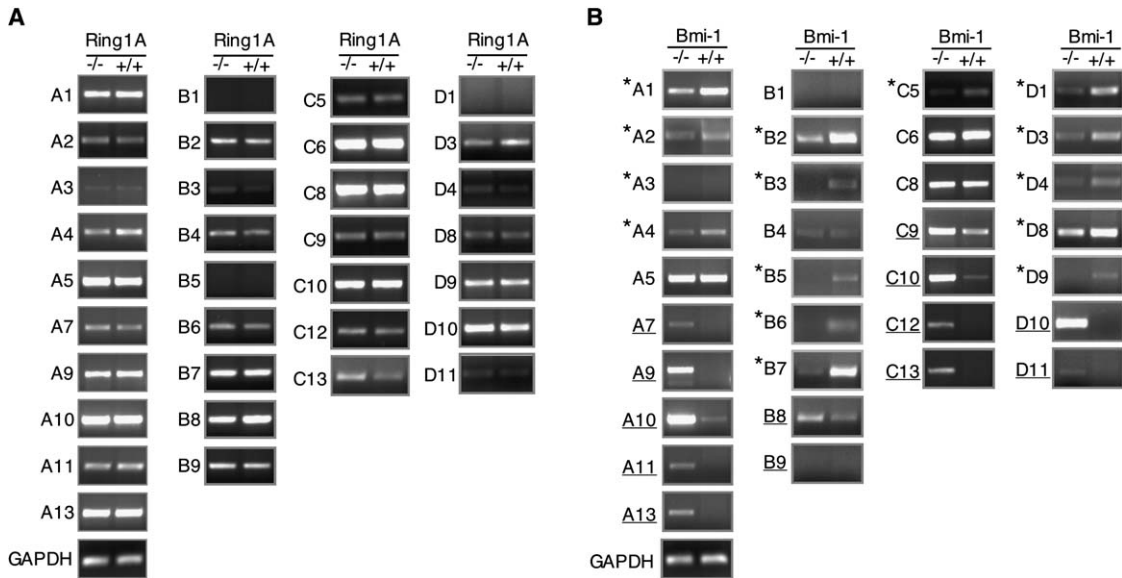 A
Ring1A
-/- +/+
A1
A2
A3
A4
A5
A7
A9
A10
A11
A13
GAPDH
Ring1A
-/- +/+
B1
B2
B3
B4
B5
B6
B7
B8
B9
Ring1A
-/- +/+
C5
C6
C8
C9
C10
C12
C13
Ring1A
-/- +/+
D1
D3
D4
D8
D9
D10
D11
B
Bmi-1
-/- +/+
*A1
*A2
*A3
*A4
A5
A7
A9
A10
A11
A13
GAPDH
Bmi-1
-/- +/+
B1
*B2
*B3
B4
*B5
*B6
*B7
B8
B9
Bmi-1
-/- +/+
*C5
C6
C8
C9
C10
C12
C13
Bmi-1
-/- +/+
*D1
*D3
*D4
*D8
*D9
D10
D11